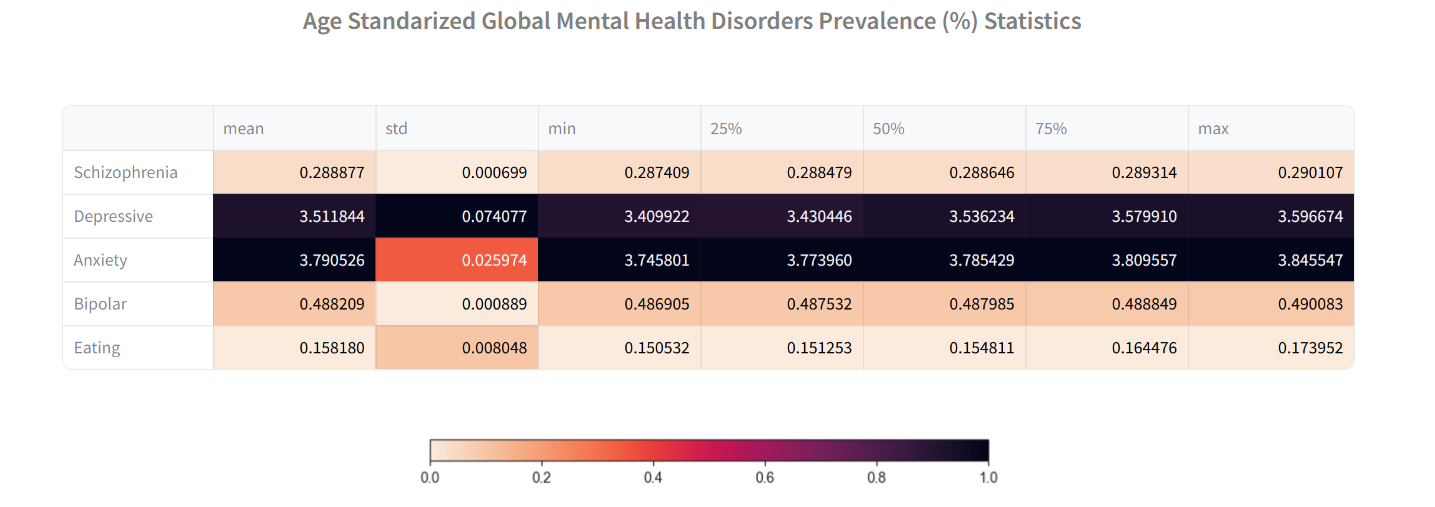 Age Standarized Global Mental Health Disorders Prevalence (%) Statistics
mean std min 25% 50% 75% max
Schizophrenia 0.288877 0.000699 0.287409 0.288479 0.288646 0.289314 0.290107
Depressive 3.511844 0.074077 3.409922 3.430446 3.536234 3.579910 3.596674
Anxiety 3.790526 0.025974 3.745801 3.773960 3.785429 3.809557 3.845547
Bipolar 0.488209 0.000889 0.486905 0.487532 0.487985 0.488849 0.490083
Eating 0.158180 0.008048 0.150532 0.151253 0.154811 0.164476 0.173952
0.0 0.2 0.4 0.6 0.8 1.0